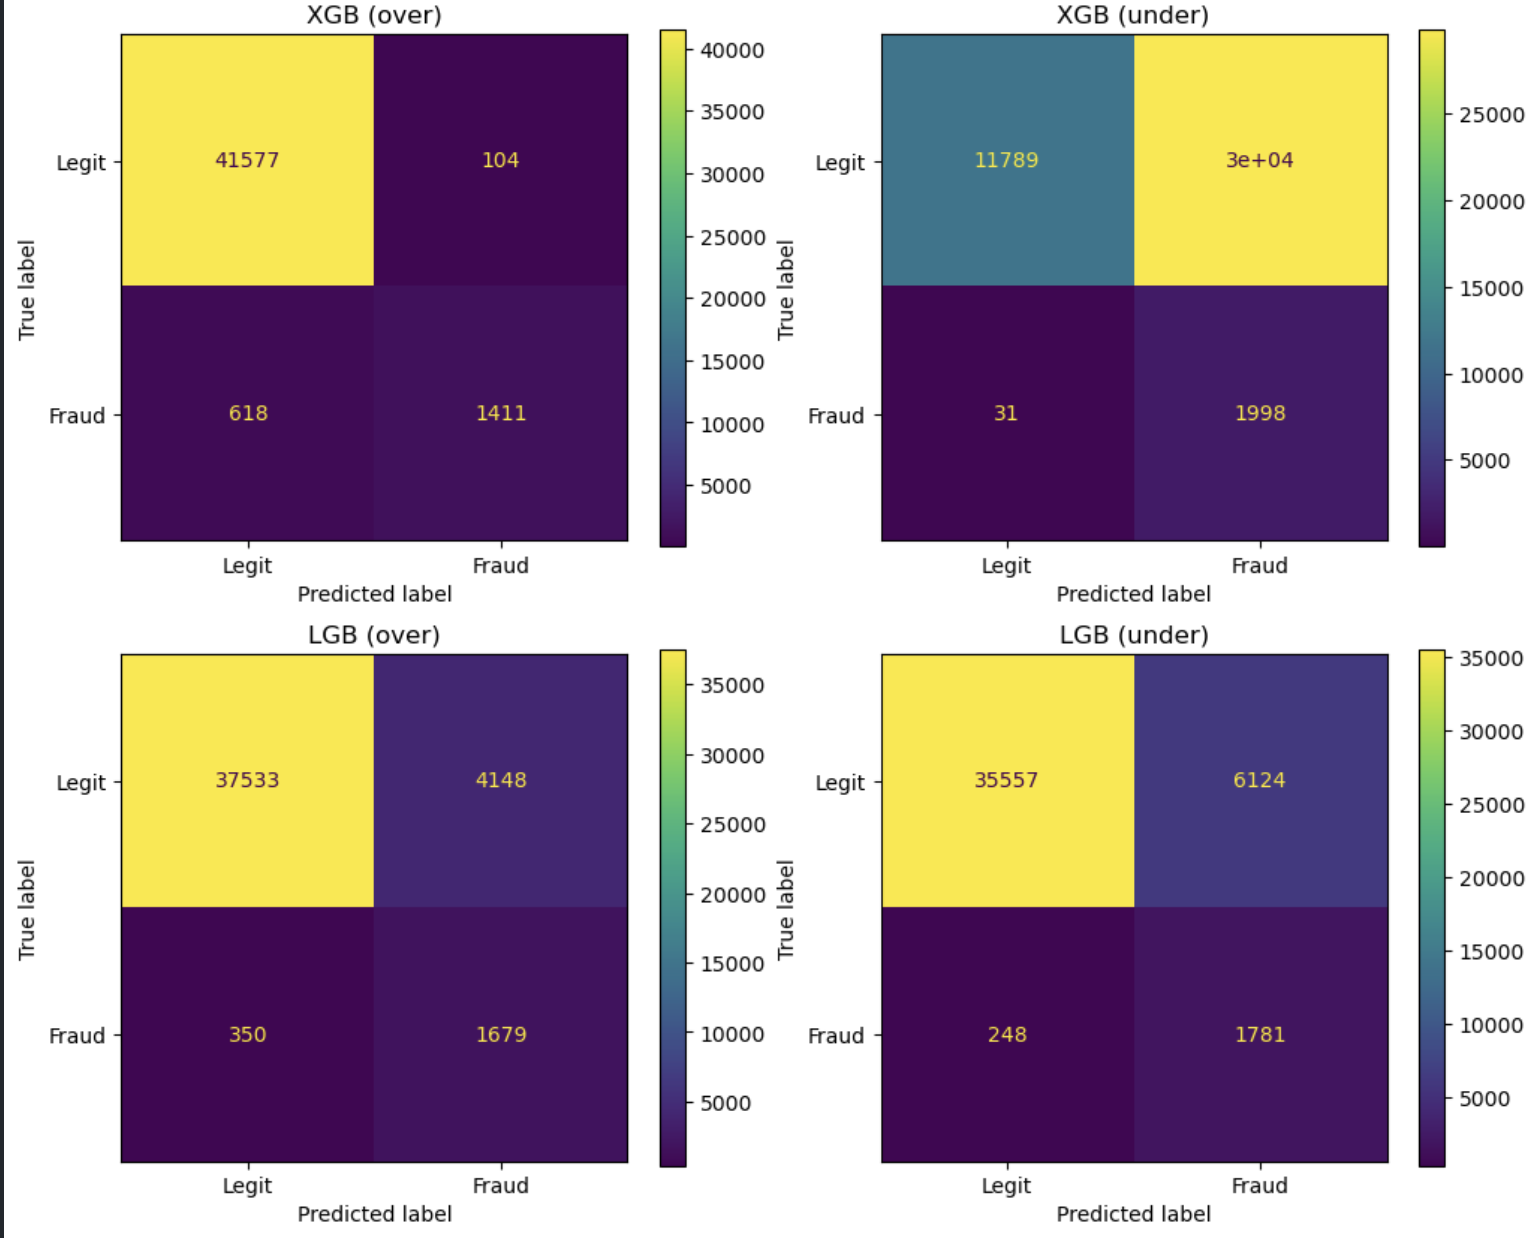 XGB (over)
Legit
Fraud
True label
41577
104
618
1411
Legit
Fraud
Predicted label
40000
35000
30000
25000
20000
15000
10000
5000
XGB (under)
Legit
Fraud
True label
11789
3e+04
31
1998
Legit
Fraud
Predicted label
25000
20000
15000
10000
5000
LGB (over)
Legit
Fraud
True label
37533
4148
350
1679
Legit
Fraud
Predicted label
35000
30000
25000
20000
15000
10000
5000
LGB (under)
Legit
Fraud
True label
35557
6124
248
1781
Legit
Fraud
Predicted label
35000
30000
25000
20000
15000
10000
5000